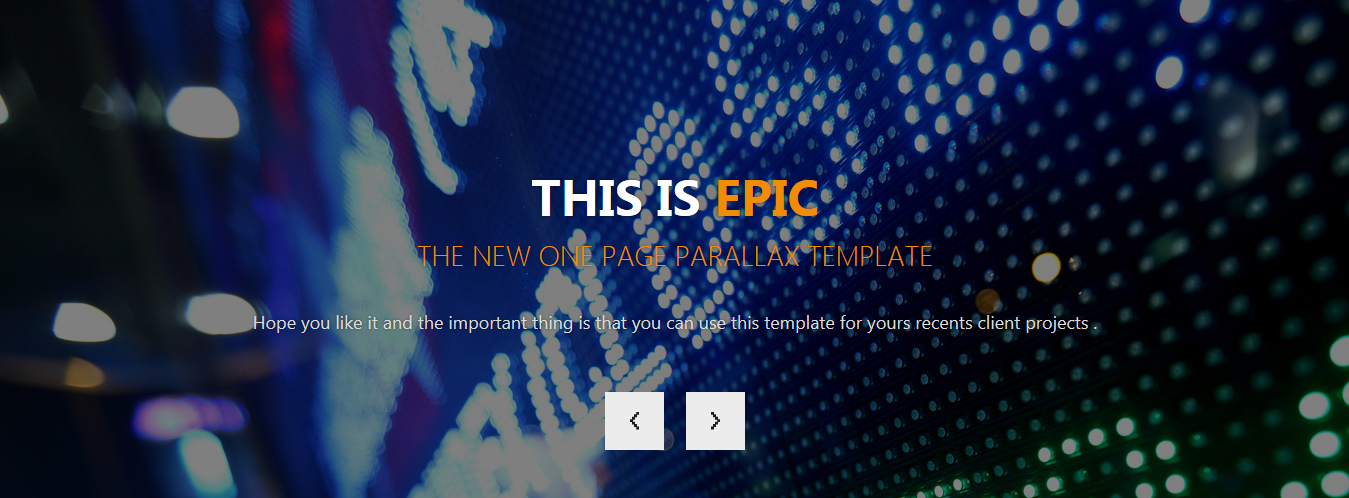 THIS IS EPIC
THE NEW ONE PAGE PARALLAX TEMPLATE
Hope you like it and the important thing is that you can use this template for yours recents client projects .